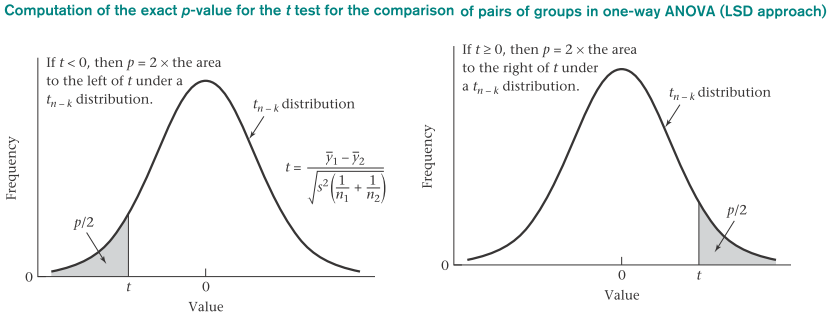 Computation of the exact p-value for the t test for the comparison of pairs of groups in one-way ANOVA (LSD approach)
If t < 0, then p = 2 × the area
to the left of t under a
tₙ₋ₖ distribution.
tₙ₋ₖ distribution
t = (ȳ₁ − ȳ₂) / √(s²(1/n₁ + 1/n₂))
Frequency
p/2
0
t
0
Value
If t ≥ 0, then p = 2 × the area
to the right of t under
a tₙ₋ₖ distribution.
tₙ₋ₖ distribution
Frequency
p/2
0
0
t
Value